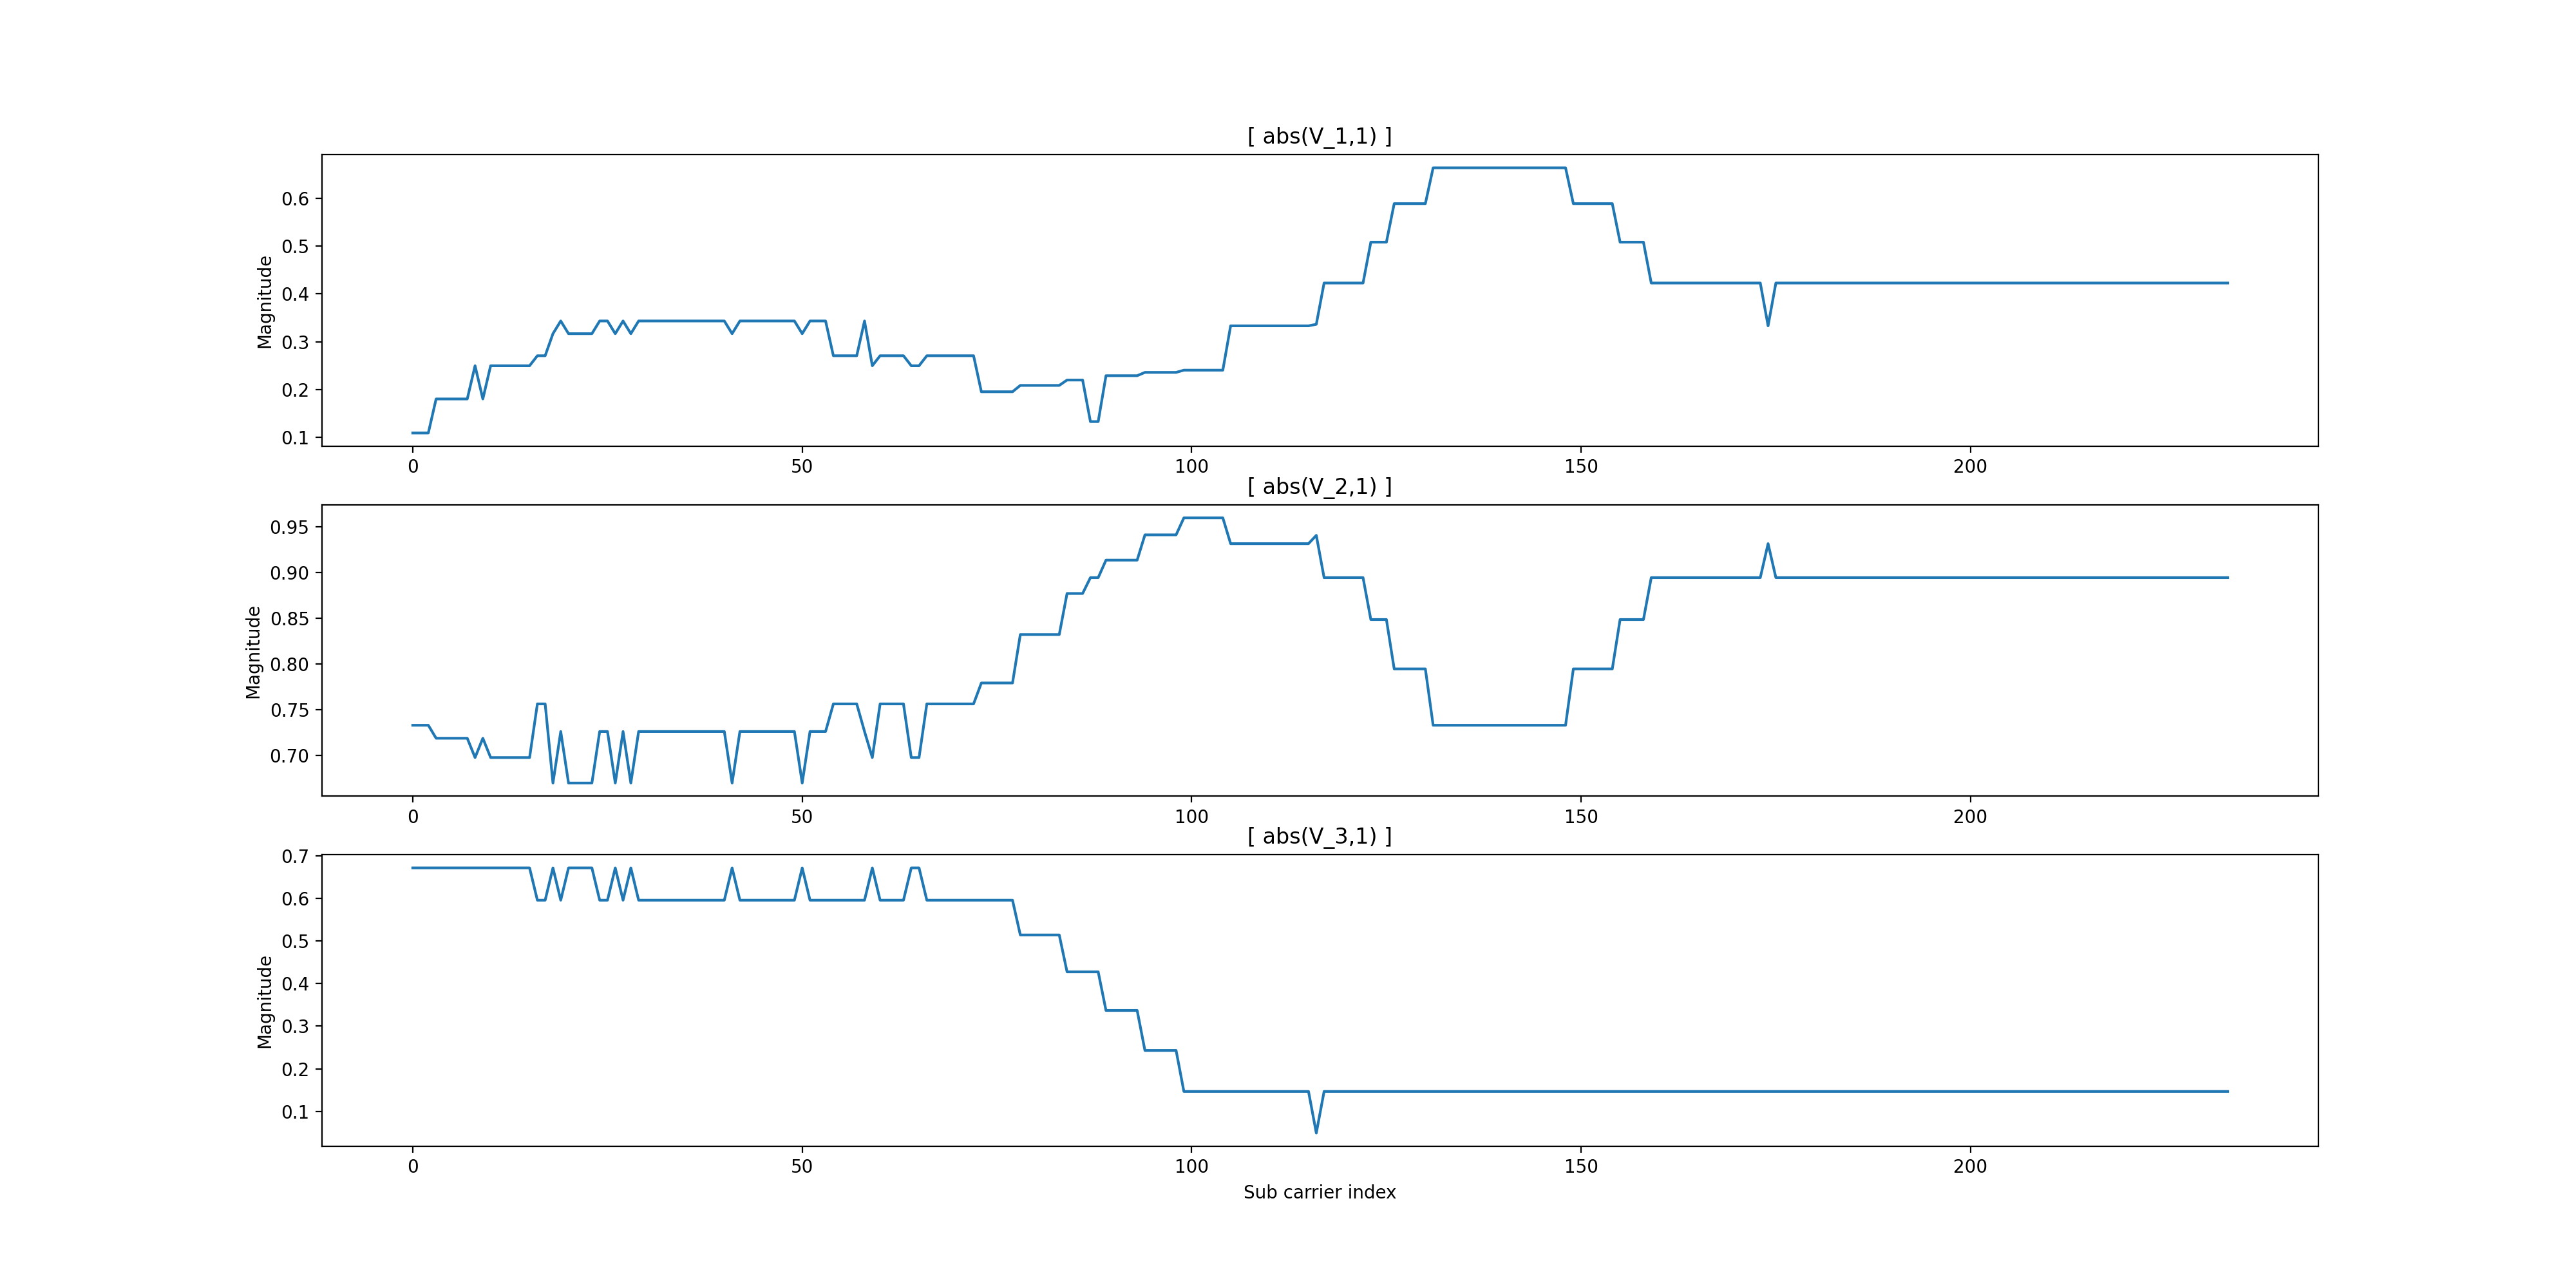 [ abs(V_1,1) ]
Magnitude
0.6
0.5
0.4
0.3
0.2
0.1
0 50 100 150 200
[ abs(V_2,1) ]
Magnitude
0.95
0.90
0.85
0.80
0.75
0.70
0 50 100 150 200
[ abs(V_3,1) ]
Magnitude
0.7
0.6
0.5
0.4
0.3
0.2
0.1
0 50 100 150 200
Sub carrier index